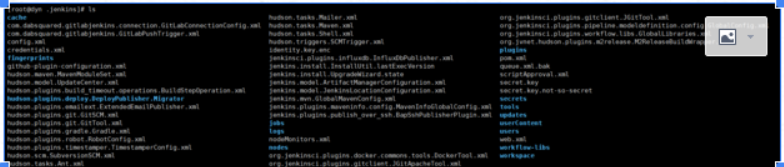 [root@dyn .jenkins]# ls
cache hudson.tasks.Mailer.xml org.jenkinsci.plugins.gitclient.JGitTool.xml
com.dabsquared.gitlabjenkins.connection.GitLabConnectionConfig.xml hudson.tasks.Maven.xml org.jenkinsci.plugins.pipeline.modeldefinition.config.
com.dabsquared.gitlabjenkins.GitLabPushTrigger.xml hudson.tasks.Shell.xml org.jenkinsci.plugins.workflow.libs.GlobalLibraries.xml
config.xml hudson.triggers.SCMTrigger.xml org.jvnet.hudson.plugins.m2release.M2ReleaseBuildWrapper.
credentials.xml identity.key.enc plugins
fingerprints jenkinsci.plugins.influxdb.InfluxDbPublisher.xml pom.xml
github-plugin-configuration.xml jenkins.install.InstallUtil.lastExecVersion queue.xml.bak
hudson.maven.MavenModuleSet.xml jenkins.install.UpgradeWizard.state scriptApproval.xml
hudson.model.UpdateCenter.xml jenkins.model.ArtifactManagerConfiguration.xml secret.key
hudson.plugins.build_timeout.operations.BuildStepOperation.xml jenkins.model.JenkinsLocationConfiguration.xml secret.key.not-so-secret
hudson.plugins.deploy.DeployPublisher.Migrator jenkins.mvn.GlobalMavenConfig.xml secrets
hudson.plugins.emailext.ExtendedEmailPublisher.xml jenkins.plugins.maveninfo.config.MavenInfoGlobalConfig.xml tools
hudson.plugins.git.GitSCM.xml jenkins.plugins.publish_over_ssh.BapSshPublisherPlugin.xml updates
hudson.plugins.git.GitTool.xml jobs userContent
hudson.plugins.gradle.Gradle.xml logs users
hudson.plugins.robot.RobotConfig.xml nodeMonitors.xml web.xml
hudson.plugins.timestamper.TimestamperConfig.xml nodes workflow-libs
hudson.scm.SubversionSCM.xml org.jenkinsci.plugins.docker.commons.tools.DockerTool.xml workspace
hudson.tasks.Ant.xml org.jenkinsci.plugins.gitclient.JGitApacheTool.xml